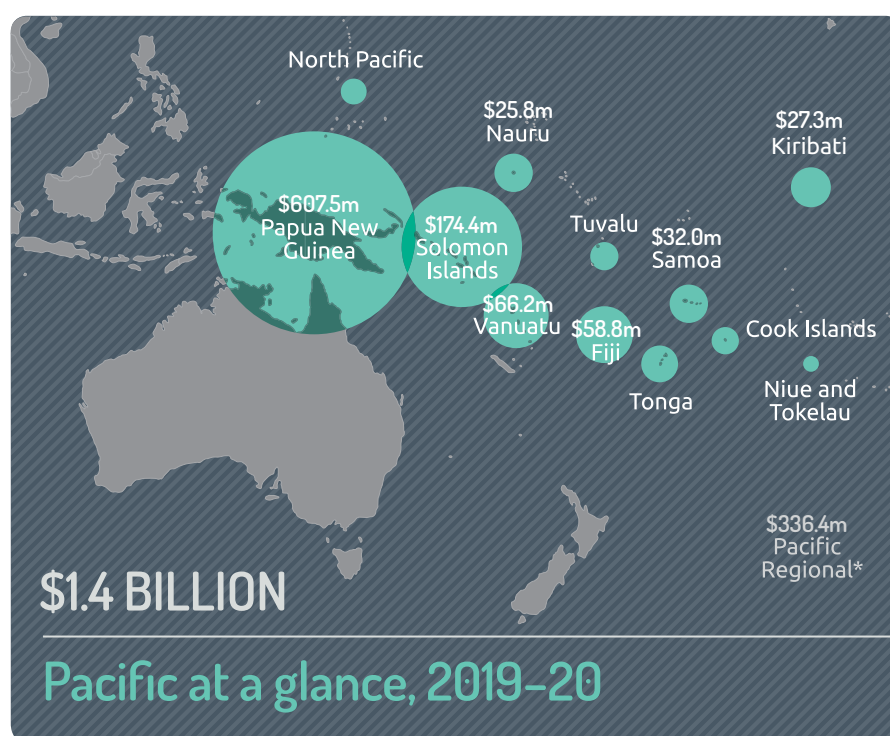 North Pacific
$25.8m
Nauru
$27.3m
Kiribati
$607.5m
Papua New
Guinea
$174.4m
Solomon
Islands
Tuvalu
$32.0m
Samoa
$66.2m
Vanuatu
$58.8m
Fiji
Cook Islands
Tonga
Niue and
Tokelau
$336.4m
Pacific
Regional*
$1.4 BILLION
Pacific at a glance, 2019–20